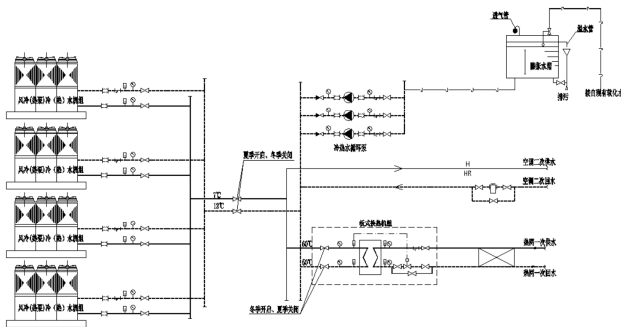 透气管
溢水管
膨胀水箱
排污
接自现有软化水
风冷(热泵)冷(热)水机组
冷热水循环泵
风冷(热泵)冷(热)水机组
夏季开启、冬季关闭
H
空调二次供水
HR
空调二次回水
7℃
12℃
风冷(热泵)冷(热)水机组
板式换热机组
60℃
热网一次供水
60℃
热网一次回水
风冷(热泵)冷(热)水机组
冬季开启、夏季关闭